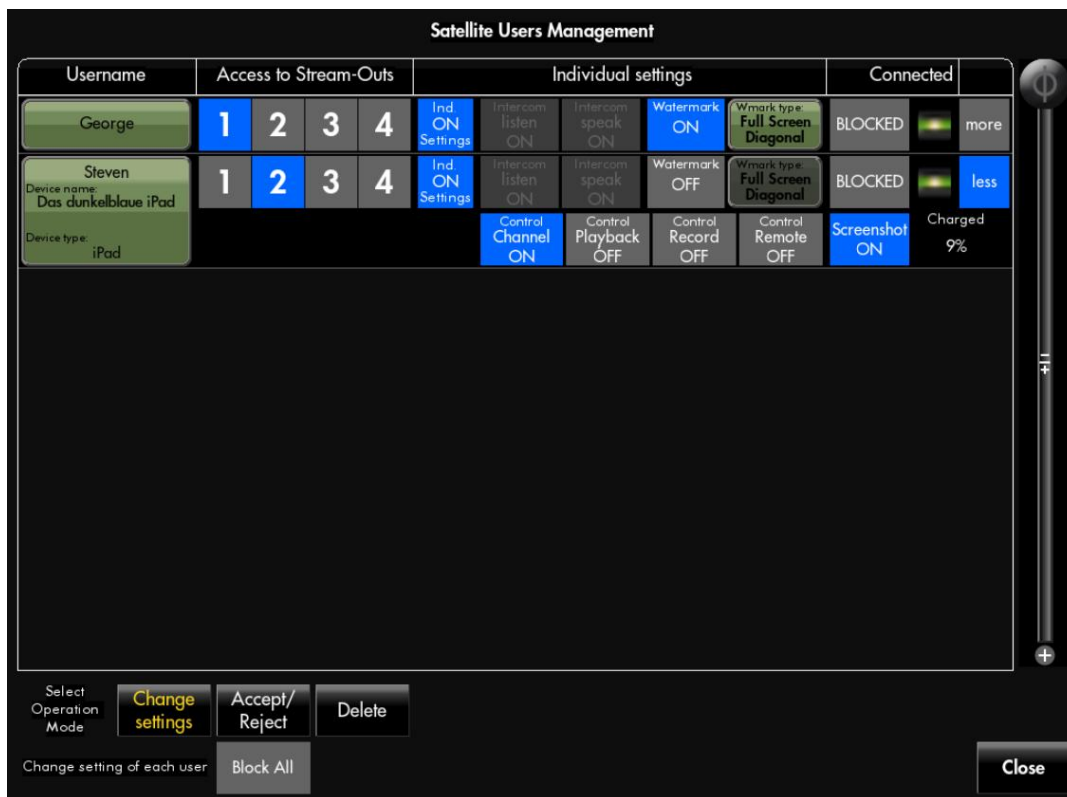 Satellite Users Management
Username Access to Stream-Outs Individual settings Connected
George 1 2 3 4 Ind. ON Settings Intercom listen ON Intercom speak ON Watermark ON Wmark type: Full Screen Diagonal BLOCKED more
Steven 1 2 3 4 Ind. ON Settings Intercom listen ON Intercom speak ON Watermark OFF Wmark type: Full Screen Diagonal BLOCKED less
Device name:
Das dunkelblaue iPad
Device type:
iPad
Control Channel ON Control Playback OFF Control Record OFF Control Remote OFF Screenshot ON Charged 9%
Select Operation Mode Change settings Accept/ Reject Delete
Change setting of each user Block All Close